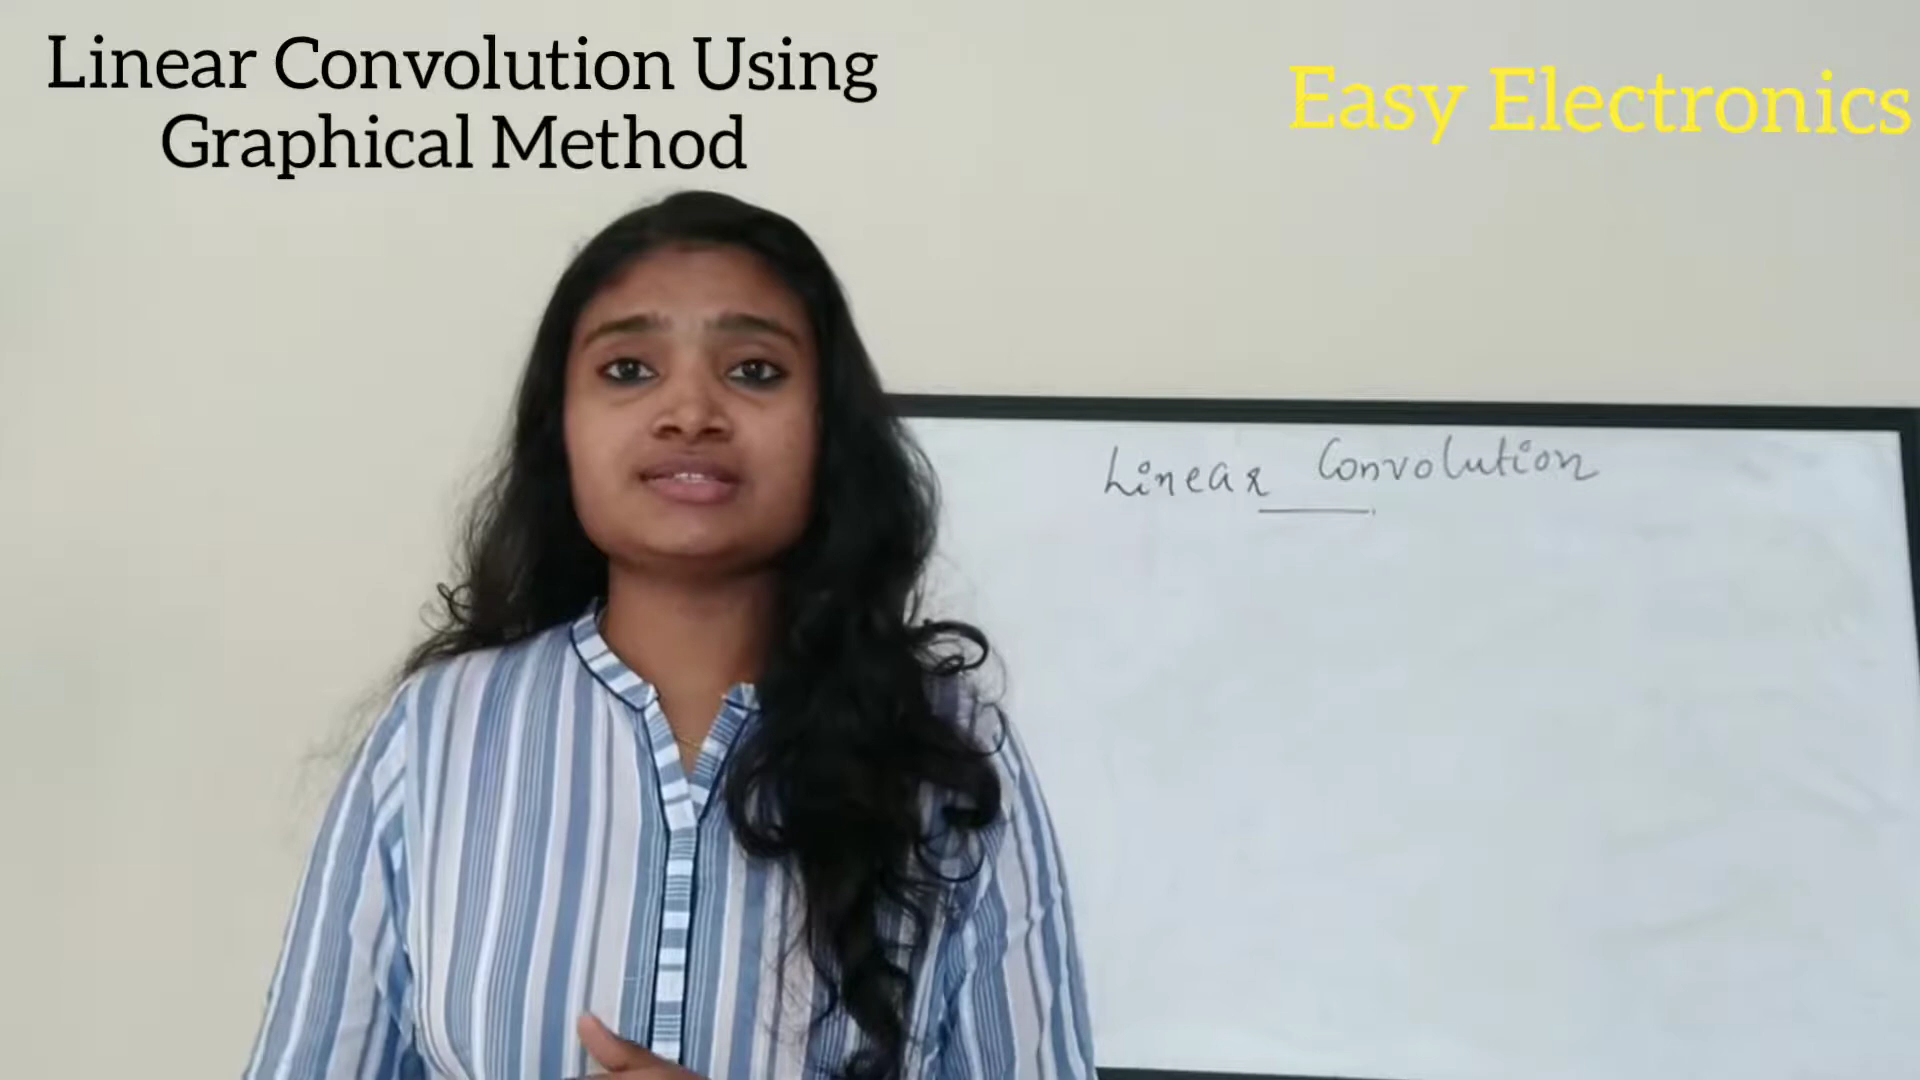 Linear Convolution Using
Graphical Method
Easy Electronics
Linear Convolution